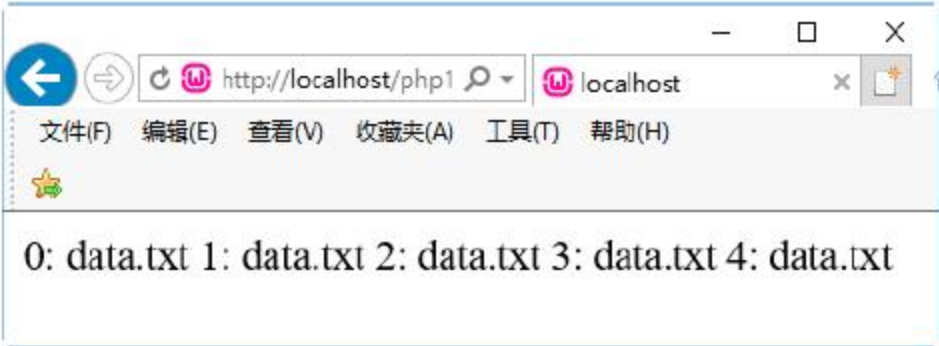 http://localhost/php1 localhost
文件(F) 编辑(E) 查看(V) 收藏夹(A) 工具(T) 帮助(H)
0: data.txt 1: data.txt 2: data.txt 3: data.txt 4: data.txt